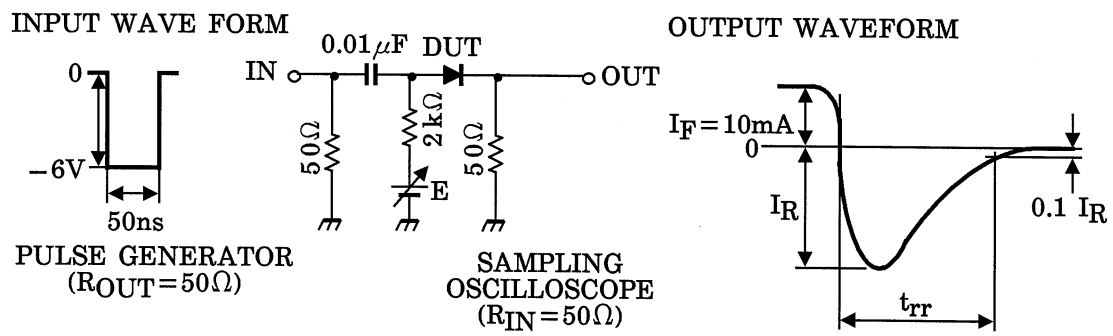 INPUT WAVE FORM
0
−6V
50ns
PULSE GENERATOR
(ROUT=50Ω)
0.01μF
DUT
IN
OUT
50Ω
2kΩ
E
50Ω
SAMPLING
OSCILLOSCOPE
(RIN=50Ω)
OUTPUT WAVEFORM
IF=10mA
0
IR
0.1 IR
trr